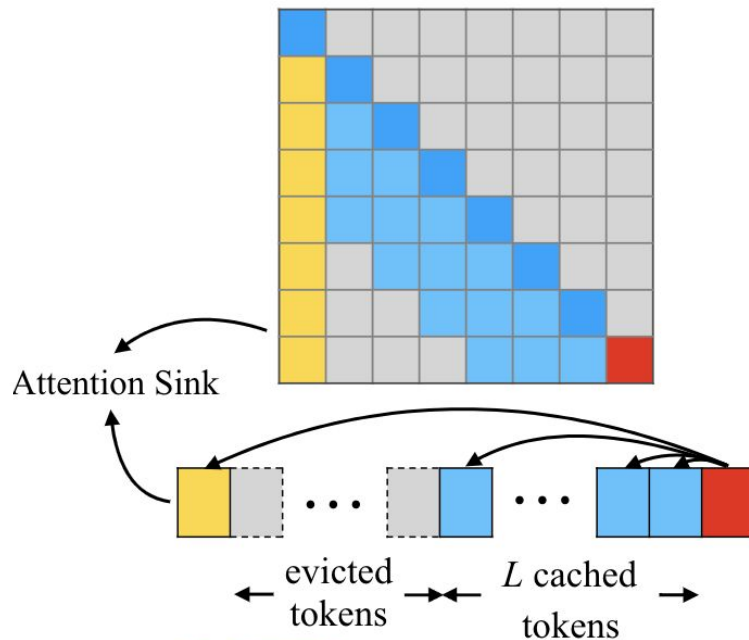 Attention Sink
evicted
tokens
L cached
tokens